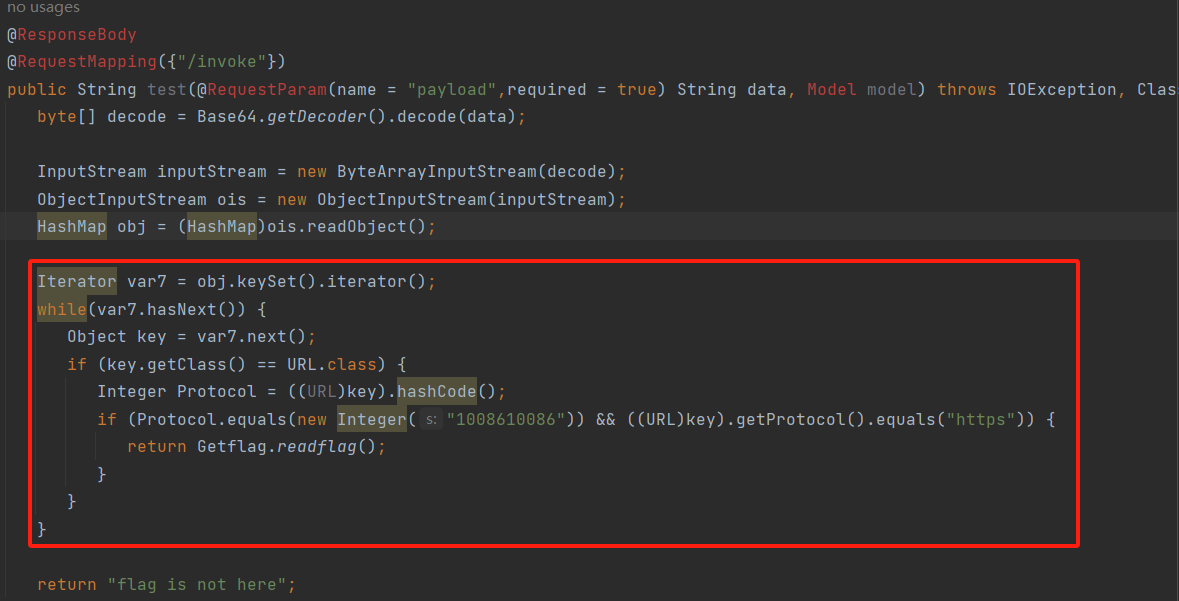 no usages
@ResponseBody
@RequestMapping({"/invoke"})
public String test(@RequestParam(name = "payload",required = true) String data, Model model) throws IOException, Clas
byte[] decode = Base64.getDecoder().decode(data);
InputStream inputStream = new ByteArrayInputStream(decode);
ObjectInputStream ois = new ObjectInputStream(inputStream);
HashMap obj = (HashMap)ois.readObject();
Iterator var7 = obj.keySet().iterator();
while(var7.hasNext()) {
Object key = var7.next();
if (key.getClass() == URL.class) {
Integer Protocol = ((URL)key).hashCode();
if (Protocol.equals(new Integer( s: "1008610086")) && ((URL)key).getProtocol().equals("https")) {
return Getflag.readflag();
}
}
}
return "flag is not here";